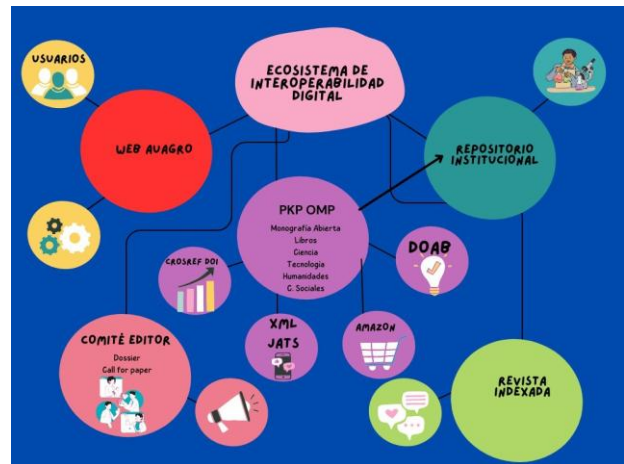 USUARIOS
ECOSISTEMA DE
INTEROPERABILIDAD
DIGITAL
WEB AUAGRO
REPOSITORIO
INSTITUCIONAL
PKP OMP
Monografía Abierta
Libros
Ciencia
Tecnología
Humanidades
C. Sociales
CROSREF DOI
DOAB
XML
JATS
AMAZON
COMITÈ EDITOR
Dossier
Call for paper
REVISTA
INDEXADA